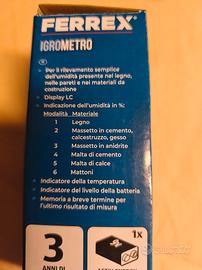 FERREX®
IGROMETRO
• Per il rilevamento semplice
dell'umidità presente nel legno,
nelle pareti e nei materiali da
costruzione
• Display LC
• Indicazione dell'umidità in %:
Modalità Materiale
1 Legno
2 Massetto in cemento,
calcestruzzo, gesso
3 Massetto in anidrite
4 Malta di cemento
5 Malta di calce
6 Mattoni
• Indicatore della temperatura
• Indicatore del livello della batteria
• Memoria a breve termine per
l'ultimo risultato di misura
3
ANNI DI
1x